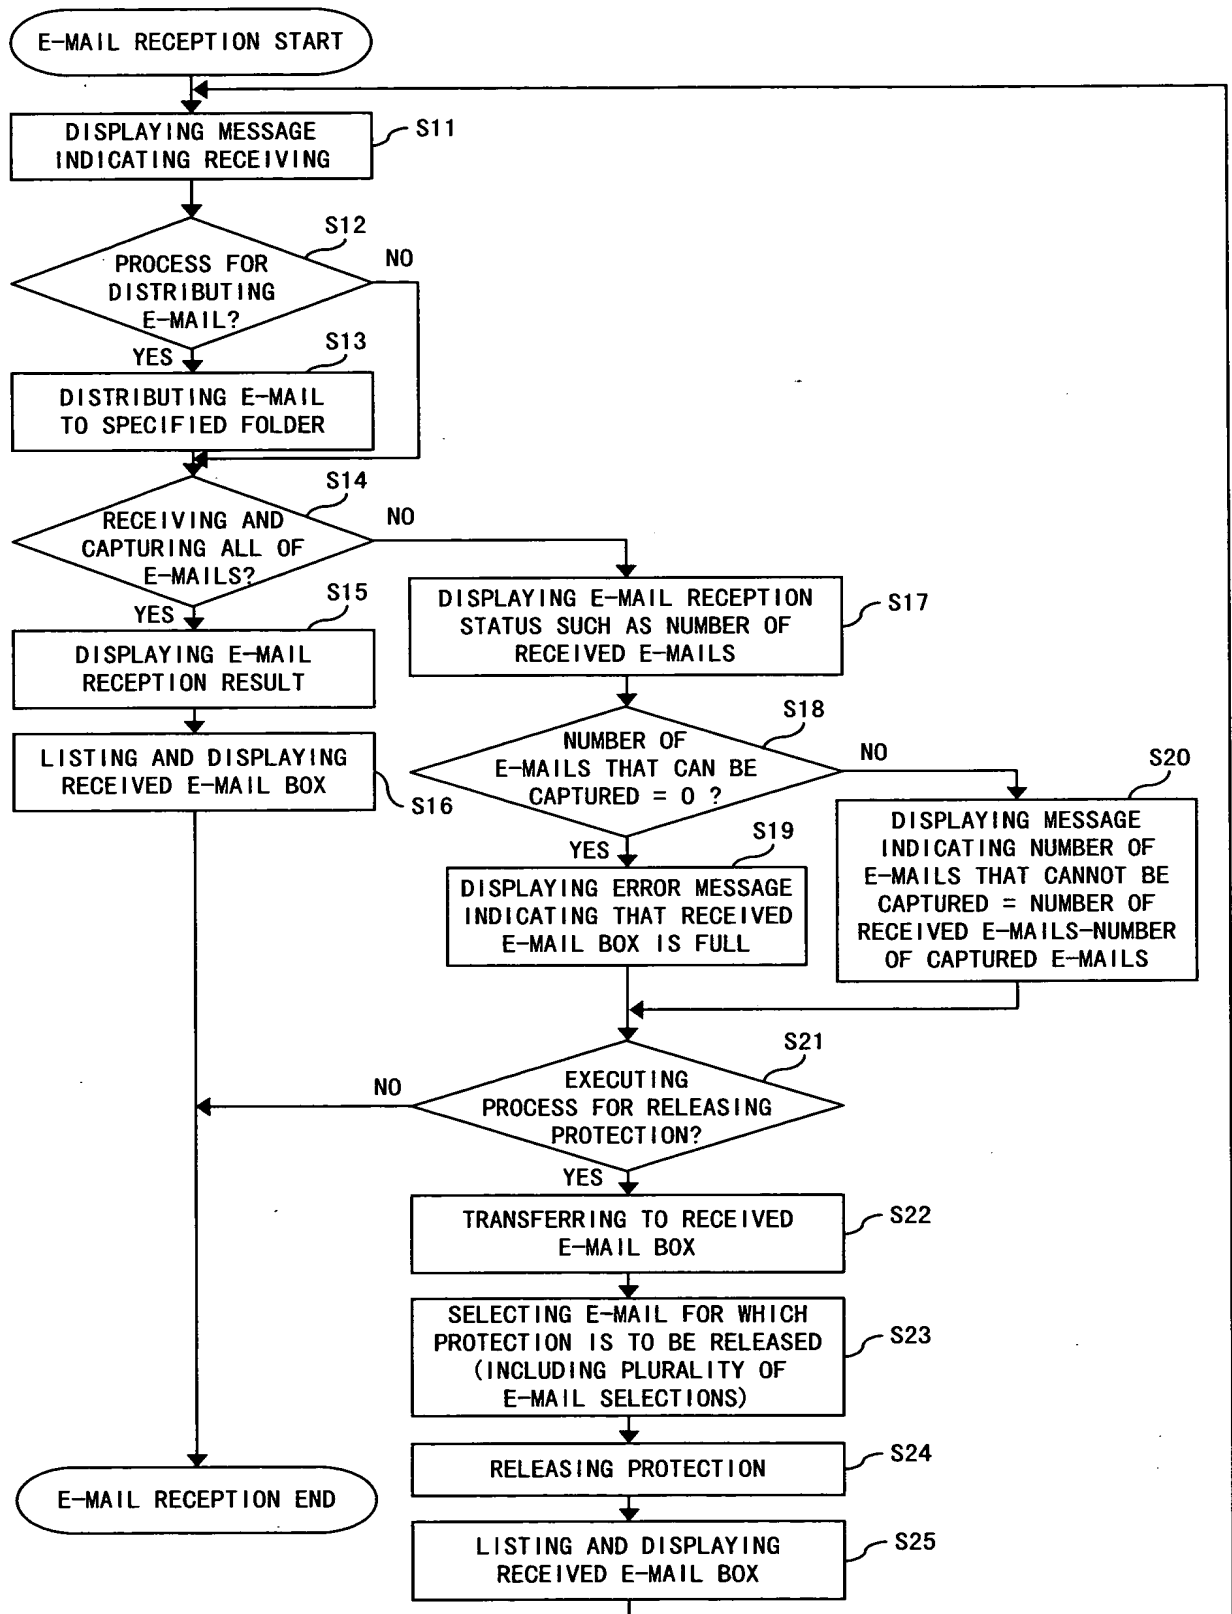 E-MAIL RECEPTION START
DISPLAYING MESSAGE
INDICATING RECEIVING
S11
S12
PROCESS FOR
DISTRIBUTING
E-MAIL?
NO
YES
S13
DISTRIBUTING E-MAIL
TO SPECIFIED FOLDER
S14
RECEIVING AND
CAPTURING ALL OF
E-MAILS?
NO
YES
S15
DISPLAYING E-MAIL
RECEPTION RESULT
LISTING AND DISPLAYING
RECEIVED E-MAIL BOX
S16
DISPLAYING E-MAIL RECEPTION
STATUS SUCH AS NUMBER OF
RECEIVED E-MAILS
S17
S18
NUMBER OF
E-MAILS THAT CAN BE
CAPTURED = 0 ?
NO
YES
S19
DISPLAYING ERROR MESSAGE
INDICATING THAT RECEIVED
E-MAIL BOX IS FULL
S20
DISPLAYING MESSAGE
INDICATING NUMBER OF
E-MAILS THAT CANNOT BE
CAPTURED = NUMBER OF
RECEIVED E-MAILS-NUMBER
OF CAPTURED E-MAILS
S21
EXECUTING
PROCESS FOR RELEASING
PROTECTION?
NO
YES
TRANSFERRING TO RECEIVED
E-MAIL BOX
S22
SELECTING E-MAIL FOR WHICH
PROTECTION IS TO BE RELEASED
(INCLUDING PLURALITY OF
E-MAIL SELECTIONS)
S23
RELEASING PROTECTION
S24
LISTING AND DISPLAYING
RECEIVED E-MAIL BOX
S25
E-MAIL RECEPTION END